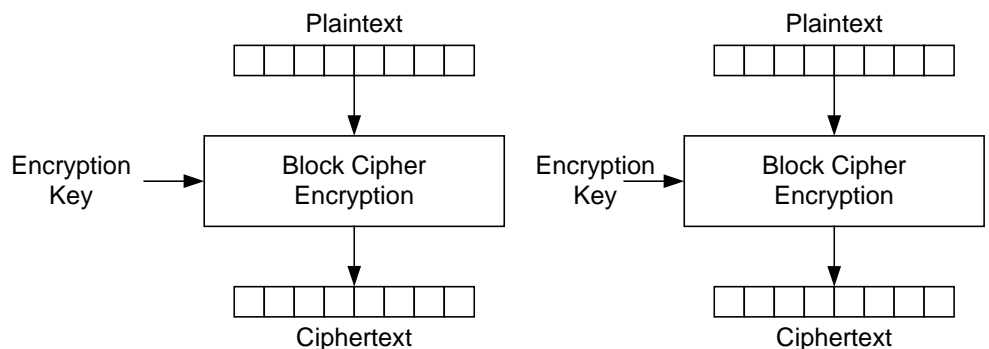 Plaintext
Plaintext
Encryption
Key
Block Cipher
Encryption
Encryption
Key
Block Cipher
Encryption
Ciphertext
Ciphertext